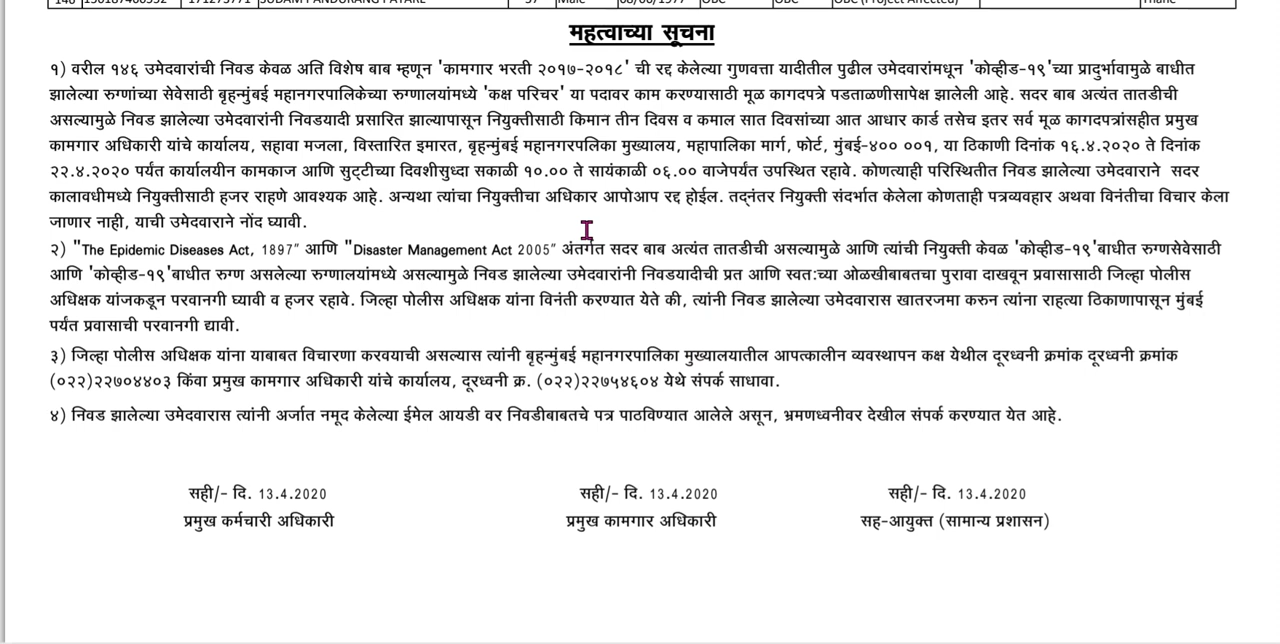 महत्वाच्या सूचना
१) वरील १४६ उमेदवारांची निवड केवळ अति विशेष बाब म्हणून 'कामगार भरती २०१७-२०१८' ची रद्द केलेल्या गुणवत्ता यादीतील पुढील उमेदवारांमधून 'कोव्हीड-१९'च्या प्रादुर्भावामुळे बाधीत
झालेल्या रुग्णांच्या सेवेसाठी बृहन्मुंबई महानगरपालिकेच्या रुग्णालयांमध्ये 'कक्ष परिचर' या पदावर काम करण्यासाठी मूळ कागदपत्रे पडताळणीसापेक्ष झालेली आहे. सदर बाब अत्यंत तातडीची
असल्यामुळे निवड झालेल्या उमेदवारांनी निवडयादी प्रसारित झाल्यापासून नियुक्तीसाठी किमान तीन दिवस व कमाल सात दिवसांच्या आत आधार कार्ड तसेच इतर सर्व मूळ कागदपत्रांसहीत प्रमुख
कामगार अधिकारी यांचे कार्यालय, सहावा मजला, विस्तारित इमारत, बृहन्मुंबई महानगरपलिका मुख्यालय, महापालिका मार्ग, फोर्ट, मुंबई-४०० ००१, या ठिकाणी दिनांक १६.४.२०२० ते दिनांक
२२.४.२०२० पर्यंत कार्यालयीन कामकाज आणि सुट्टीच्या दिवशीसुध्दा सकाळी १०.०० ते सायंकाळी ०६.०० वाजेपर्यंत उपस्थित रहावे. कोणत्याही परिस्थितीत निवड झालेल्या उमेदवाराने सदर
कालावधीमध्ये नियुक्तीसाठी हजर राहणे आवश्यक आहे. अन्यथा त्यांचा नियुक्तीचा अधिकार आपोआप रद्द होईल. तद्नंतर नियुक्ती संदर्भात केलेला कोणताही पत्रव्यवहार अथवा विनंतीचा विचार केला
जाणार नाही, याची उमेदवाराने नोंद घ्यावी.
२) "The Epidemic Diseases Act, 1897" आणि "Disaster Management Act 2005" अंतर्गत सदर बाब अत्यंत तातडीची असल्यामुळे आणि त्यांची नियुक्ती केवळ 'कोव्हीड-१९'बाधीत रुग्णसेवेसाठी
आणि 'कोव्हीड-१९'बाधीत रुग्ण असलेल्या रुग्णालयांमध्ये असल्यामुळे निवड झालेल्या उमेदवारांनी निवडयादीची प्रत आणि स्वत:च्या ओळखीबाबतचा पुरावा दाखवून प्रवासासाठी जिल्हा पोलीस
अधिक्षक यांजकडून परवानगी घ्यावी व हजर रहावे. जिल्हा पोलीस अधिक्षक यांना विनंती करण्यात येते की, त्यांनी निवड झालेल्या उमेदवारास खातरजमा करुन त्यांना राहत्या ठिकाणापासून मुंबई
पर्यंत प्रवासाची परवानगी द्यावी.
३) जिल्हा पोलीस अधिक्षक यांना याबाबत विचारणा करवयाची असल्यास त्यांनी बृहन्मुंबई महानगरपालिका मुख्यालयातील आपत्कालीन व्यवस्थापन कक्ष येथील दूरध्वनी क्रमांक दूरध्वनी क्रमांक
(०२२)२२७०४४०३ किंवा प्रमुख कामगार अधिकारी यांचे कार्यालय, दूरध्वनी क्र. (०२२)२२७५४६०४ येथे संपर्क साधावा.
४) निवड झालेल्या उमेदवारास त्यांनी अर्जात नमूद केलेल्या ईमेल आयडी वर निवडीबाबतचे पत्र पाठविण्यात आलेले असून, भ्रमणध्वनीवर देखील संपर्क करण्यात येत आहे.
सही/- दि. 13.4.2020 सही/- दि. 13.4.2020 सही/- दि. 13.4.2020
प्रमुख कर्मचारी अधिकारी प्रमुख कामगार अधिकारी सह-आयुक्त (सामान्य प्रशासन)